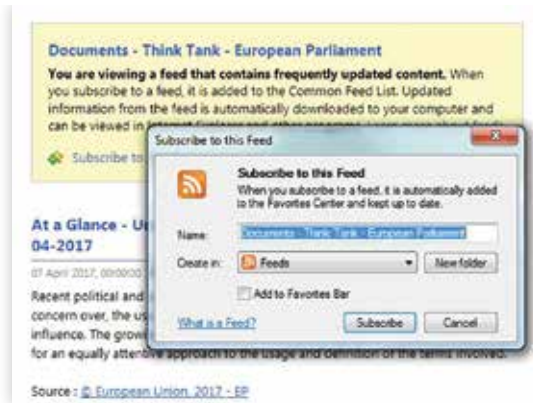 Documents - Think Tank - European Parliament
You are viewing a feed that contains frequently updated content. When
you subscribe to a feed, it is added to the Common Feed List. Updated
information from the feed is automatically downloaded to your computer and
can be viewed in
Subscribe to
Subscribe to this Feed
Subscribe to this Feed
When you subscribe to a feed, it is automatically added
to the Favorites Center and kept up to date.
Name:
Documents - Think Tank - European Parliament
Create in:
Feeds
New folder
Add to Favorites Bar
What is a Feed?
Subscribe
Cancel
At a Glance -
04-2017
07 April 2017, 00:00:00
Recent political and
concern over, the us
influence. The grow
for an equally attentive approach to the usage and definition of the terms involved.
Source : © European Union, 2017 - EP